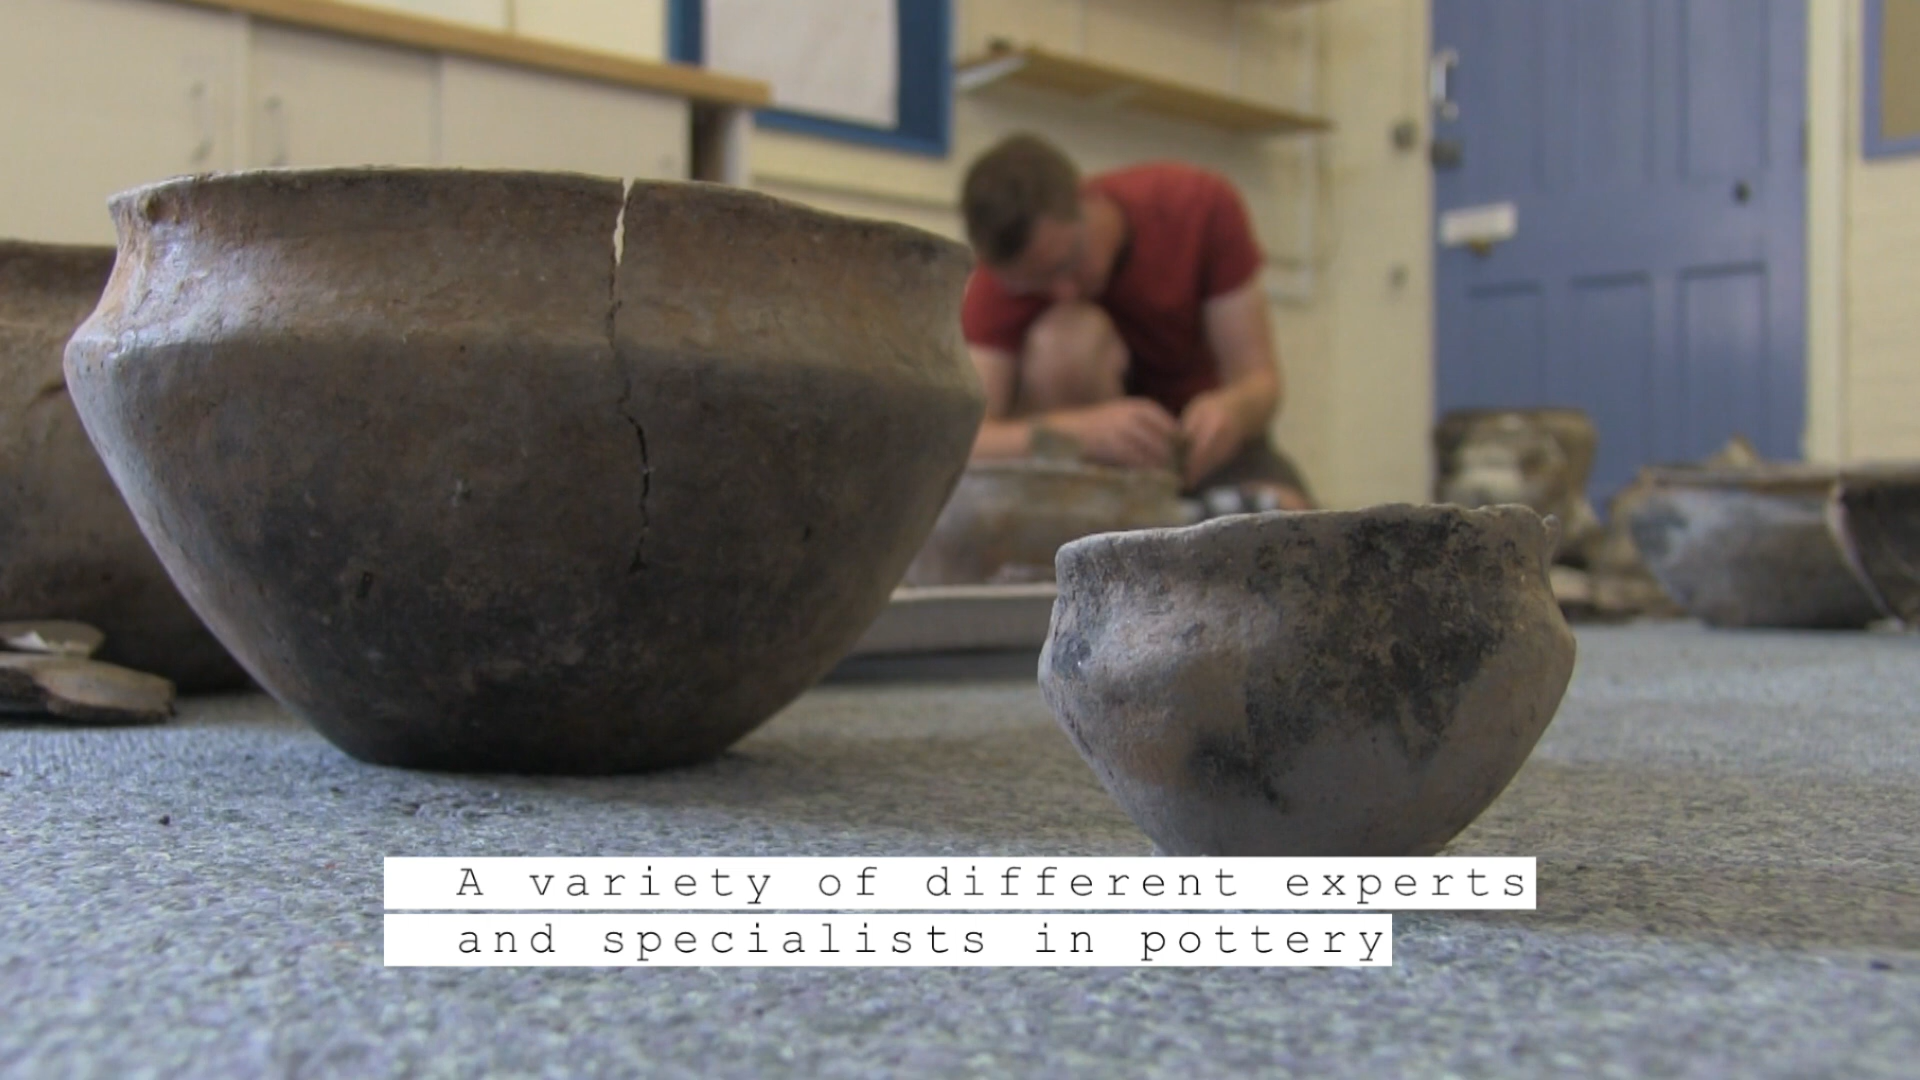 A variety of different experts
and specialists in pottery